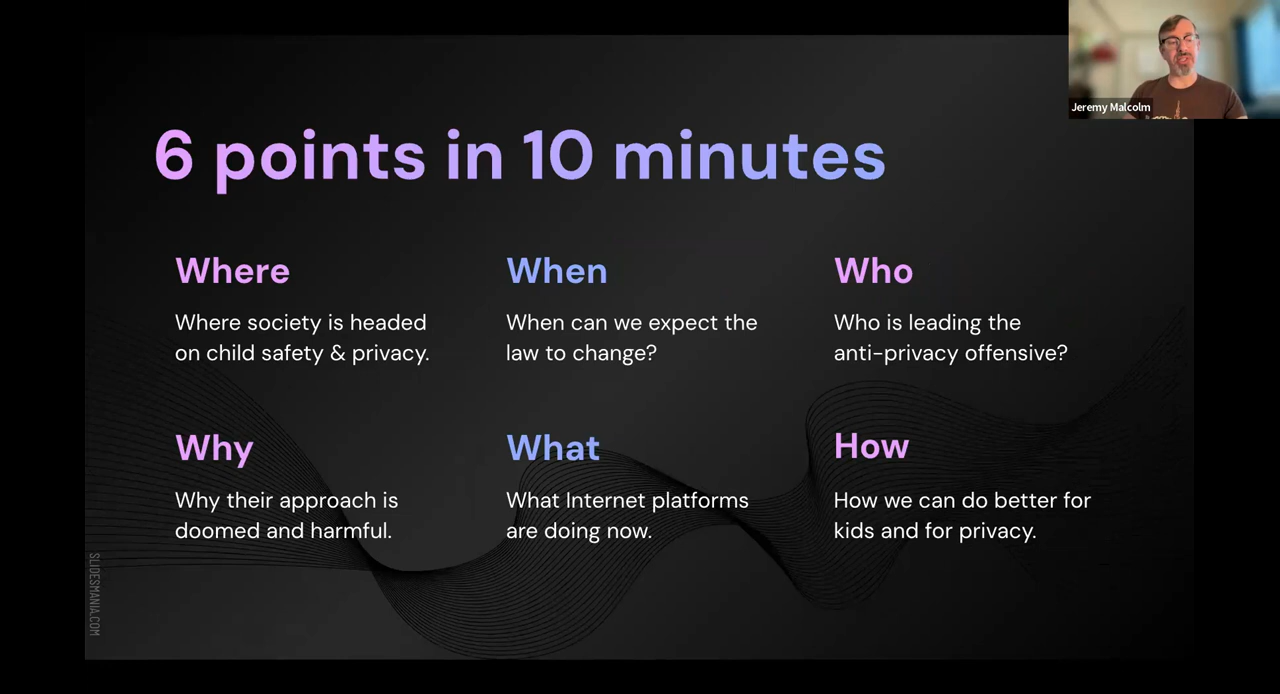 Jeremy Malcolm
6 points in 10 minutes
Where
Where society is headed
on child safety & privacy.
When
When can we expect the
law to change?
Who
Who is leading the
anti-privacy offensive?
Why
Why their approach is
doomed and harmful.
What
What Internet platforms
are doing now.
How
How we can do better for
kids and for privacy.
SLIDESMANIA.COM